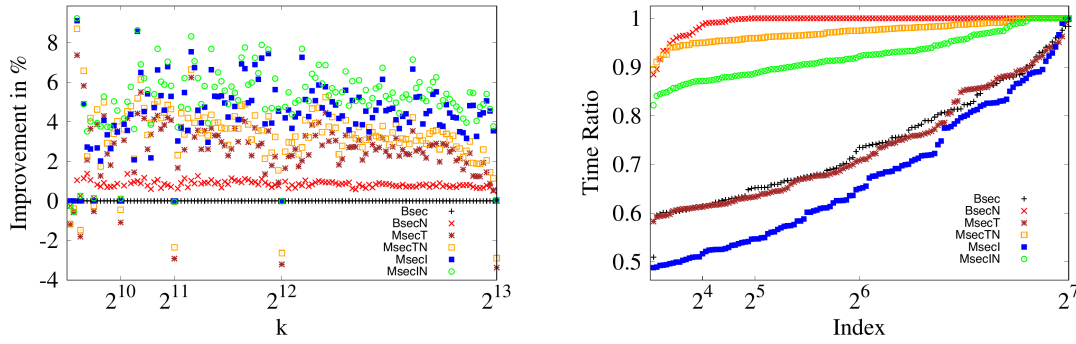 8
6
4
2
0
-2
-4
Improvement in %
Bsec
BsecN
MsecT
MsecTN
MsecI
MsecIN
2^10
2^11
2^12
2^13
k
1
0.9
0.8
0.7
0.6
0.5
Time Ratio
Bsec
BsecN
MsecT
MsecTN
MsecI
MsecIN
2^4
2^5
2^6
2^7
Index